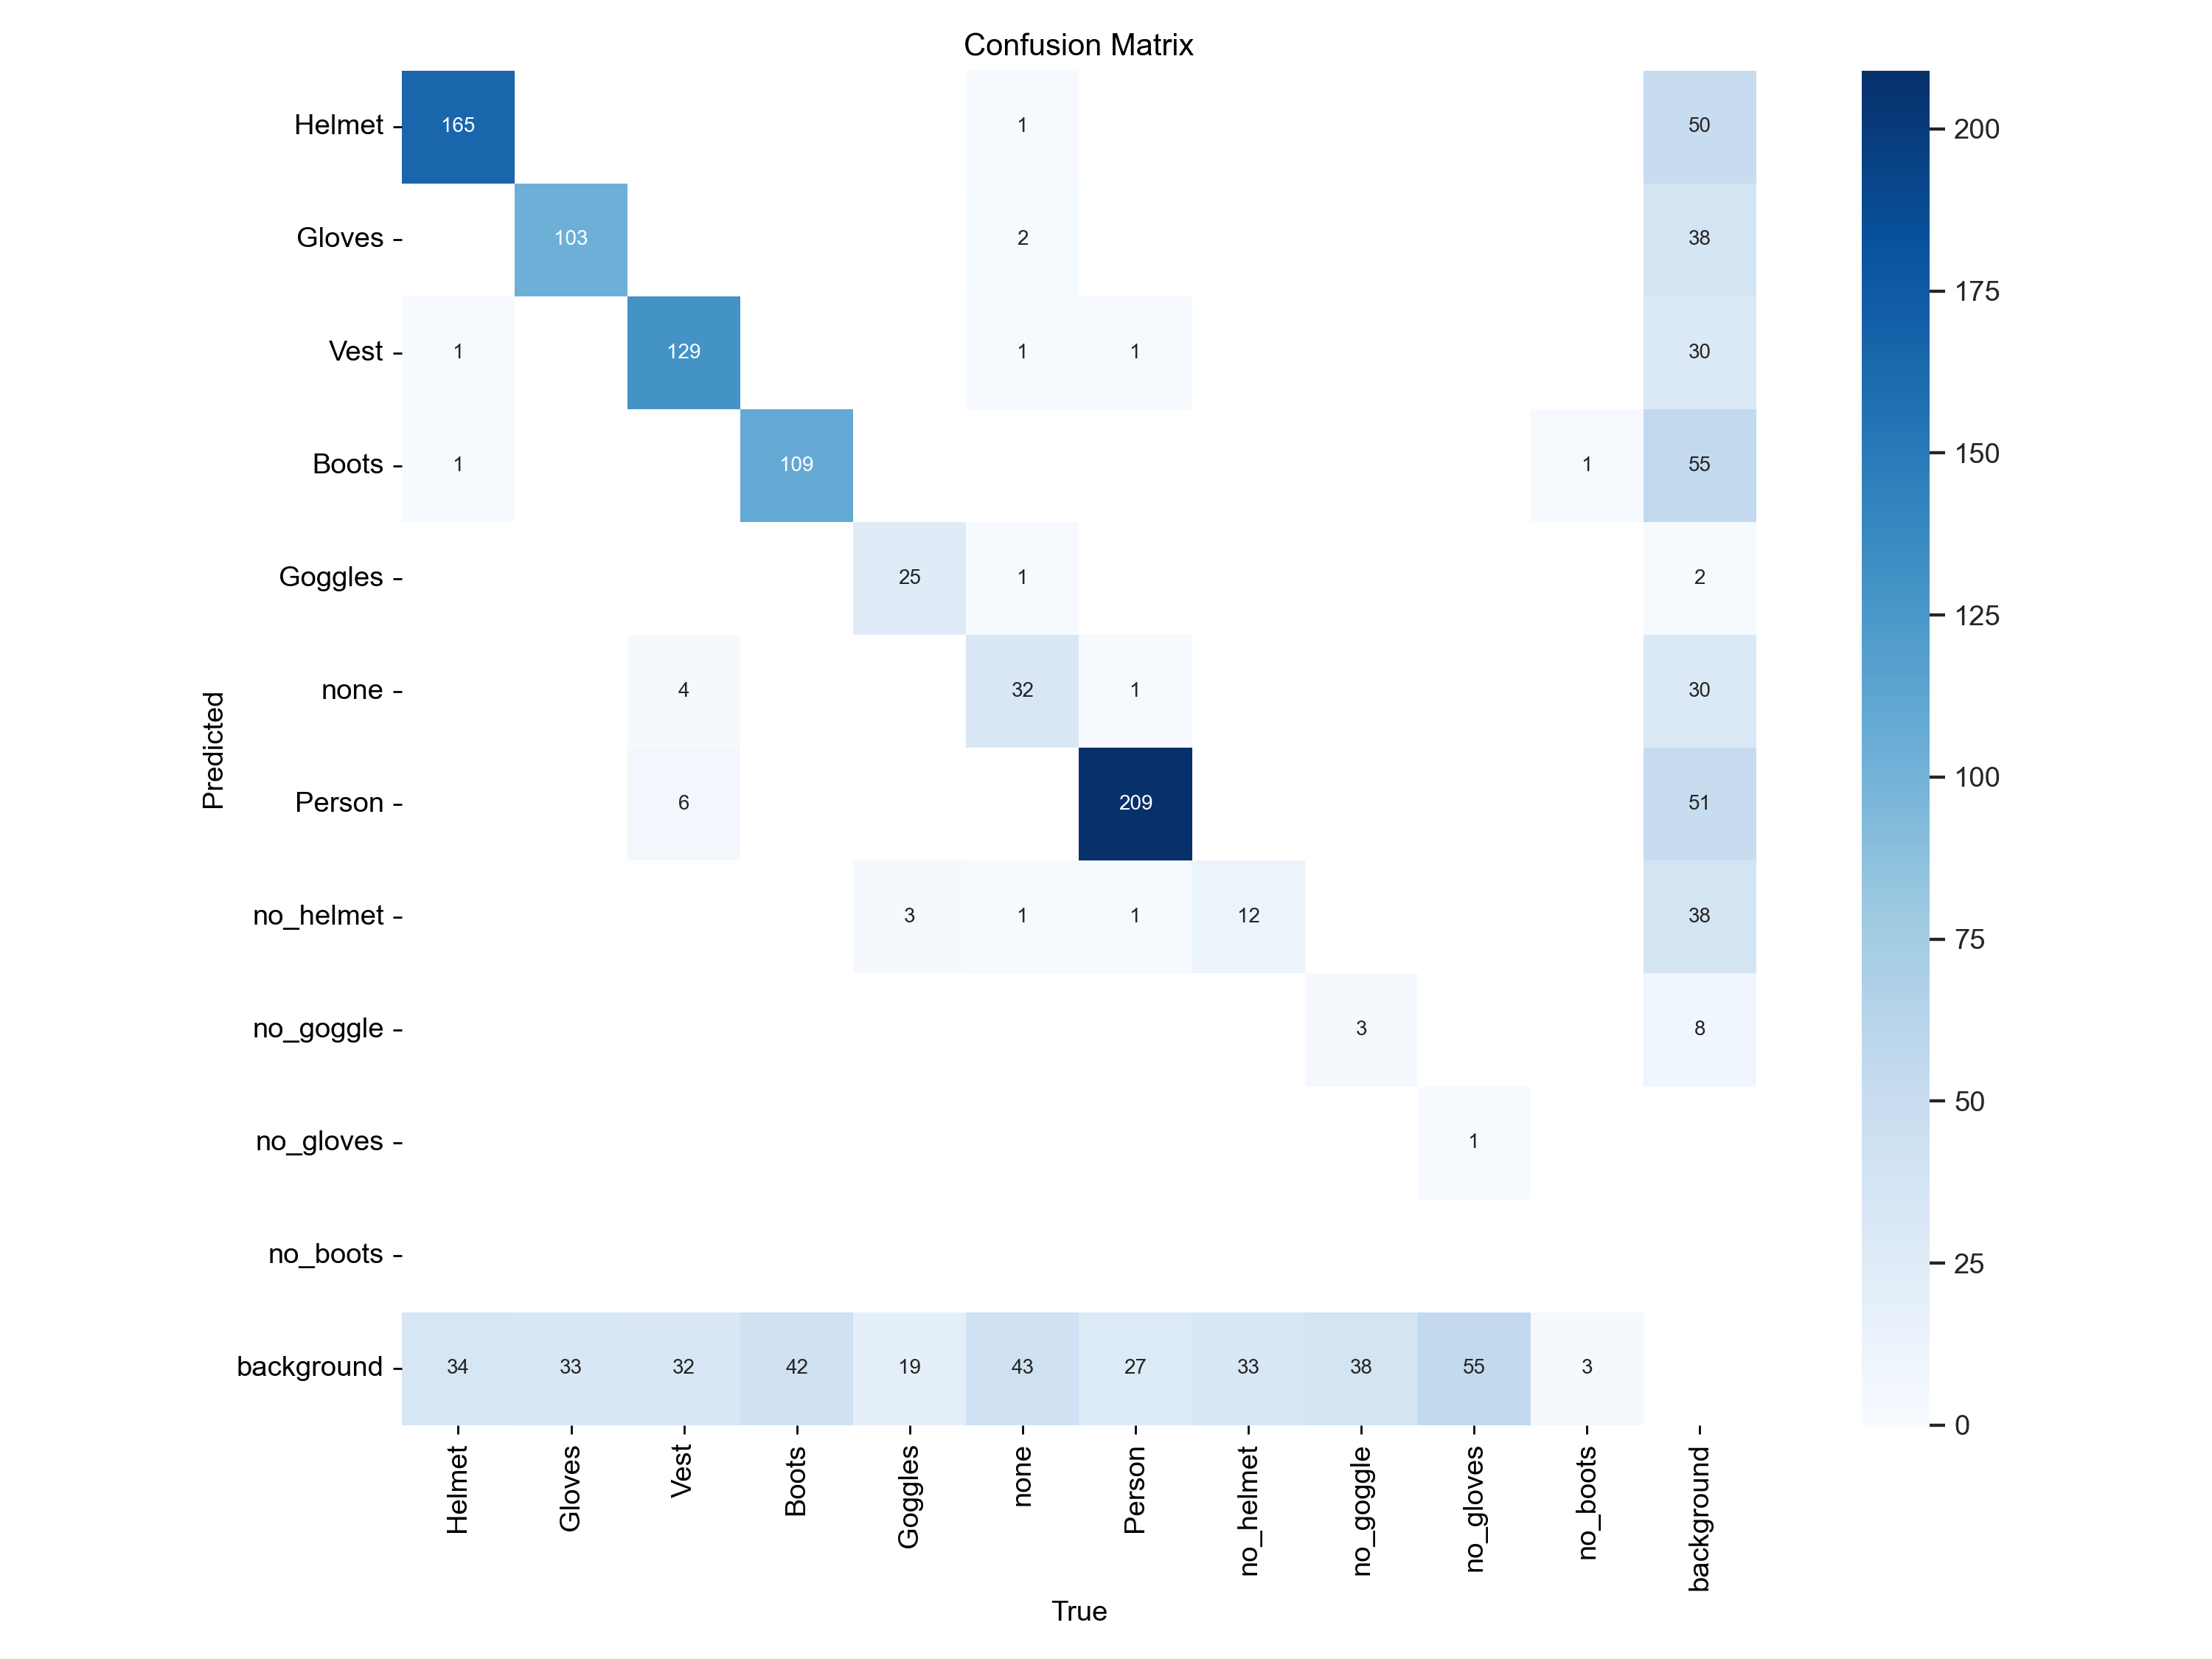 Confusion Matrix
Helmet 165 1 50
Gloves 103 2 38
Vest 1 129 1 1 30
Boots 1 109 1 55
Goggles 25 1 2
none 4 32 1 30
Person 6 209 51
no_helmet 3 1 1 12 38
no_goggle 3 8
no_gloves 1
no_boots
background 34 33 32 42 19 43 27 33 38 55 3
Predicted
Helmet Gloves Vest Boots Goggles none Person no_helmet no_goggle no_gloves no_boots background
True
200
175
150
125
100
75
50
25
0